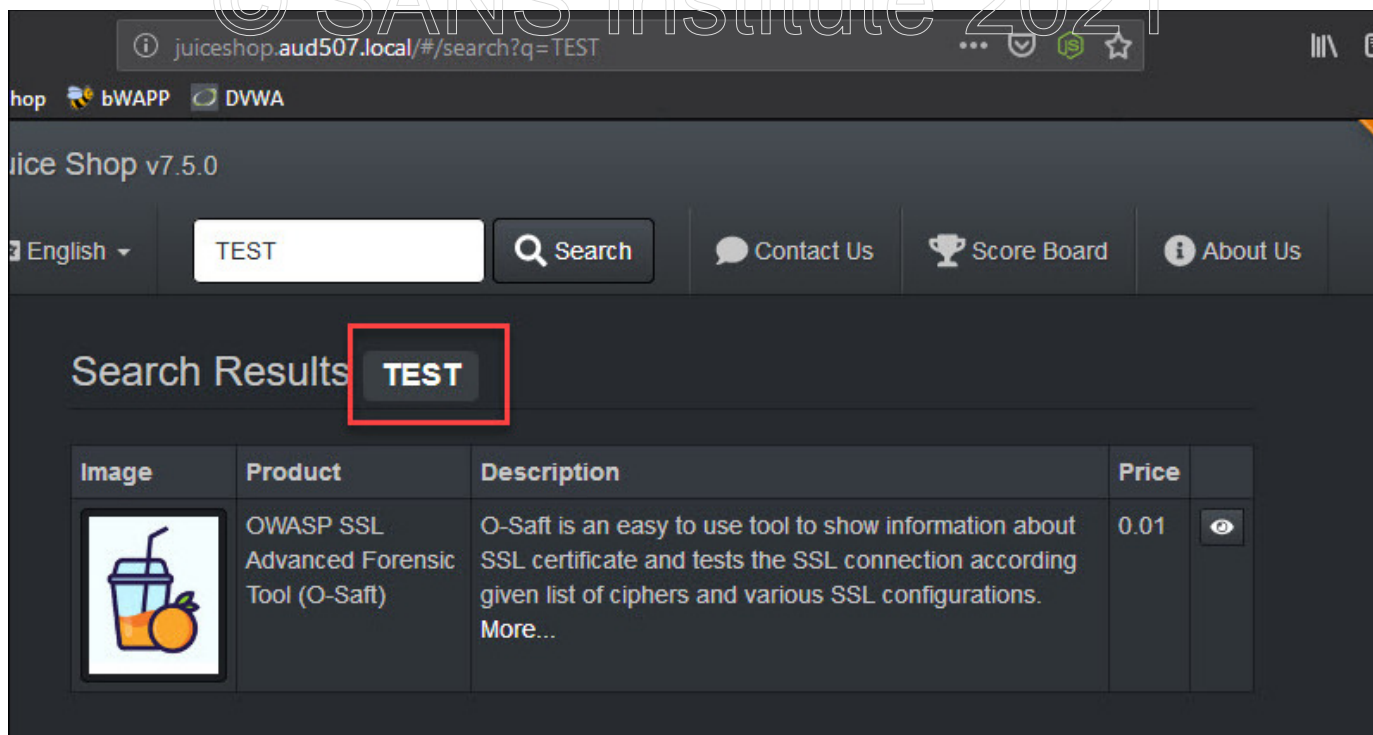 © SANS Institute 2021
juiceshop.aud507.local/#/search?q=TEST
hop bWAPP DVWA
uice Shop v7.5.0
English TEST Search Contact Us Score Board About Us
Search Results TEST
Image Product Description Price
OWASP SSL Advanced Forensic Tool (O-Saft)
O-Saft is an easy to use tool to show information about
SSL certificate and tests the SSL connection according
given list of ciphers and various SSL configurations.
More...
0.01